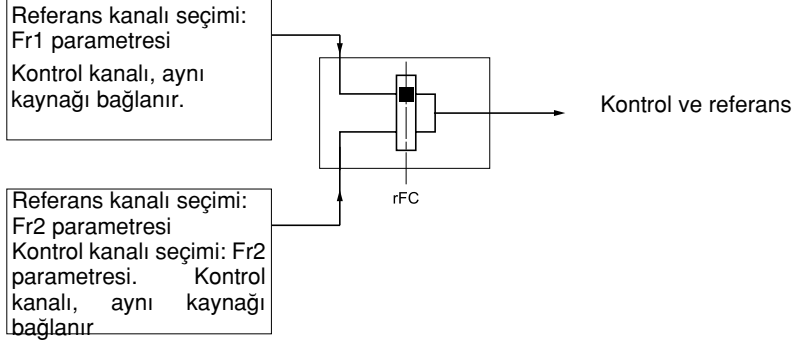 Referans kanalı seçimi:
Fr1 parametresi
Kontrol kanalı, aynı
kaynağı bağlanır.
Kontrol ve referans
rFC
Referans kanalı seçimi:
Fr2 parametresi
Kontrol kanalı seçimi: Fr2
parametresi. Kontrol
kanalı, aynı kaynağı
bağlanır